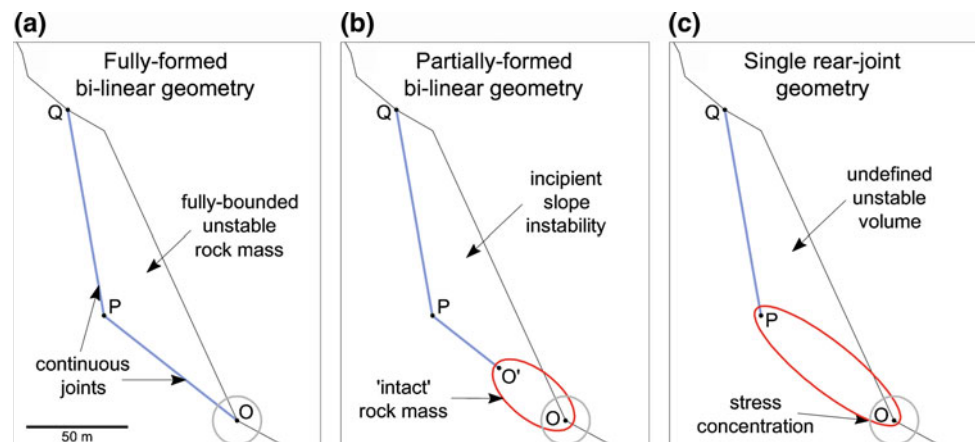 (a)
Fully-formed
bi-linear geometry
Q
fully-bounded
unstable
rock mass
P
continuous
joints
O
50 m
(b)
Partially-formed
bi-linear geometry
Q
incipient
slope
instability
P
O'
'intact'
rock mass
O
(c)
Single rear-joint
geometry
Q
undefined
unstable
volume
P
stress
concentration
O